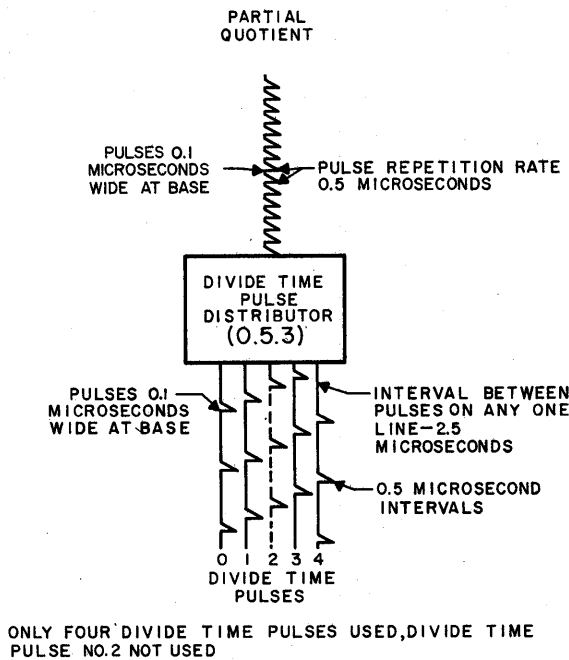 PARTIAL
QUOTIENT
PULSES 0.1
MICROSECONDS
WIDE AT BASE
PULSE REPETITION RATE
0.5 MICROSECONDS
DIVIDE TIME
PULSE
DISTRIBUTOR
(0.5.3)
PULSES 0.1
MICROSECONDS
WIDE AT BASE
INTERVAL BETWEEN
PULSES ON ANY ONE
LINE—2.5
MICROSECONDS
0.5 MICROSECOND
INTERVALS
0 1 2 3 4
DIVIDE TIME
PULSES
ONLY FOUR DIVIDE TIME PULSES USED, DIVIDE TIME
PULSE NO.2 NOT USED